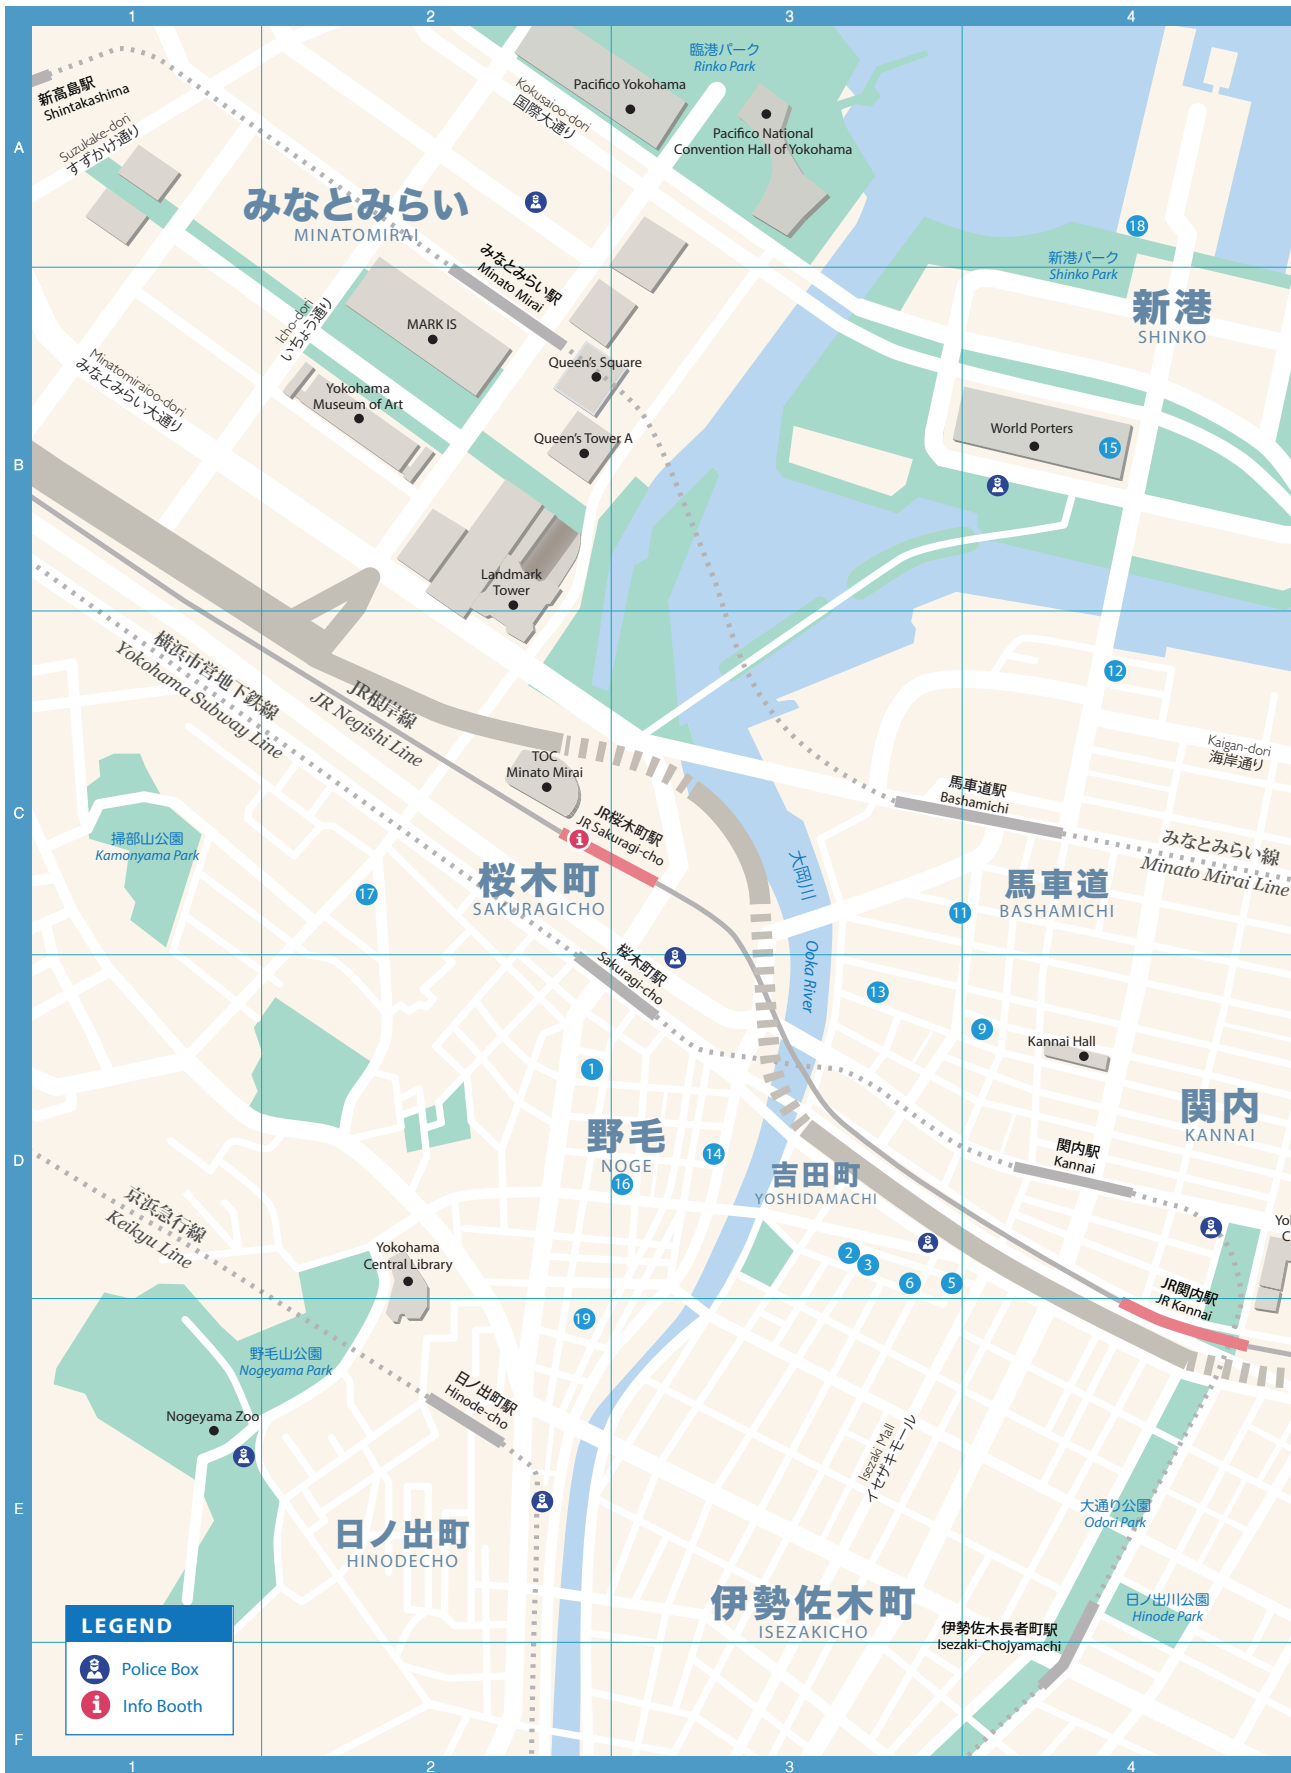 1
2
3
4
A
B
C
D
E
F
新高島駅
Shintakashima
Suzukake-dori
すずかけ通り
みなとみらい
MINATOMIRAI
Kokusaioo-dori
国際大通り
Pacifico Yokohama
臨港パーク
Rinko Park
Pacifico National
Convention Hall of Yokohama
18
新港パーク
Shinko Park
新港
SHINKO
みなとみらい駅
Minato Mirai
Icho-dori
いちょう通り
MARK IS
Queen's Square
Minatomiraioo-dori
みなとみらい大通り
Yokohama
Museum of Art
Queen's Tower A
World Porters
15
Landmark
Tower
横浜市営地下鉄線
Yokohama Subway Line
JR根岸線
JR Negishi Line
12
Kaigan-dori
海岸通り
TOC
Minato Mirai
馬車道駅
Bashamichi
JR桜木町駅
JR Sakuragi-cho
掃部山公園
Kamonyama Park
みなとみらい線
Minato Mirai Line
大岡川
Ooka River
17
桜木町
SAKURAGICHO
馬車道
BASHAMICHI
11
桜木町駅
Sakuragi-cho
13
9
Kannai Hall
1
関内
KANNAI
野毛
NOGE
14
16
吉田町
YOSHIDAMACHI
関内駅
Kannai
京浜急行線
Keikyu Line
Yokohama
Central Library
2
3
6
5
Yo
C
JR関内駅
JR Kannai
19
野毛山公園
Nogeyama Park
日ノ出町駅
Hinode-cho
Nogeyama Zoo
Isezaki Mall
イセザキモール
大通り公園
Odori Park
日ノ出町
HINODECHO
伊勢佐木町
ISEZAKICHO
日ノ出川公園
Hinode Park
伊勢佐木長者町駅
Isezaki-Chojyamachi
LEGEND
Police Box
Info Booth
1
2
3
4